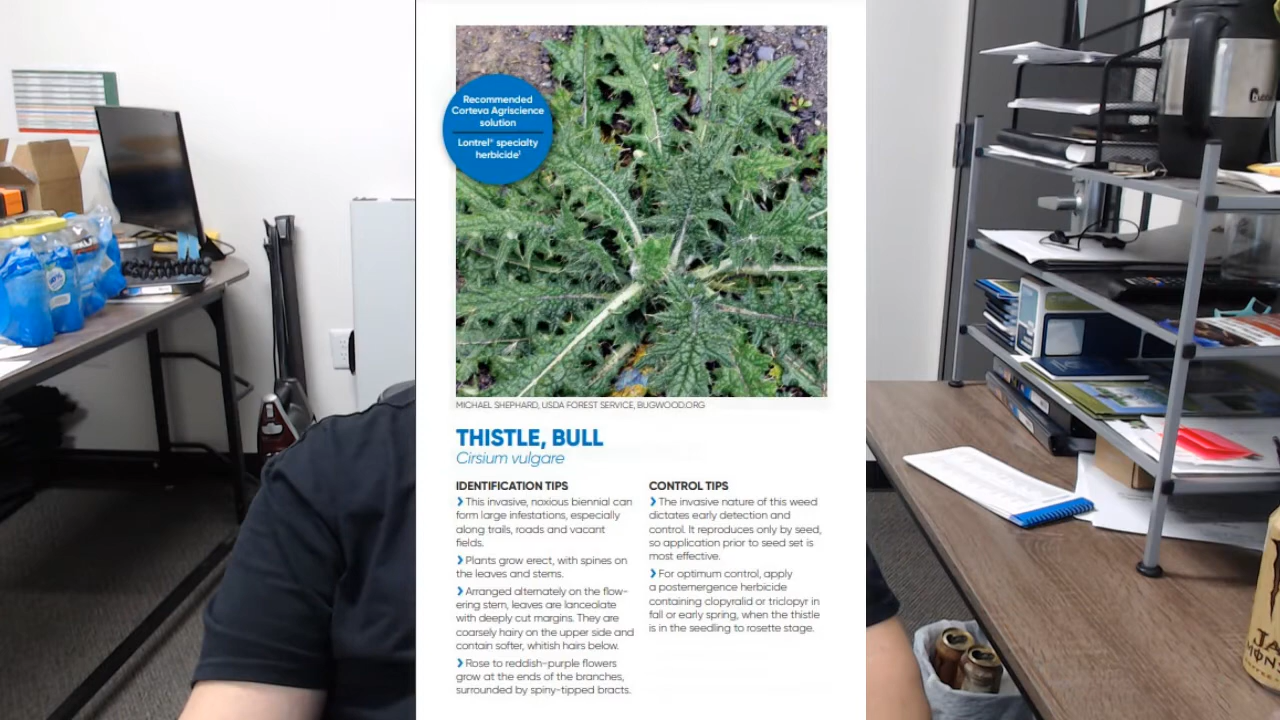 Recommended
Corteva Agriscience
solution
Lontrel® specialty
herbicide¹
MICHAEL SHEPHARD, USDA FOREST SERVICE, BUGWOOD.ORG
THISTLE, BULL
Cirsium vulgare
IDENTIFICATION TIPS
This invasive, noxious biennial can
form large infestations, especially
along trails, roads and vacant
fields.
Plants grow erect, with spines on
the leaves and stems.
Arranged alternately on the flow-
ering stem, leaves are lanceolate
with deeply cut margins. They are
coarsely hairy on the upper side and
contain softer, whitish hairs below.
Rose to reddish-purple flowers
grow at the ends of the branches,
surrounded by spiny-tipped bracts.
CONTROL TIPS
The invasive nature of this weed
dictates early detection and
control. It reproduces only by seed,
so application prior to seed set is
most effective.
For optimum control, apply
a postemergence herbicide
containing clopyralid or triclopyr in
fall or early spring, when the thistle
is in the seedling to rosette stage.